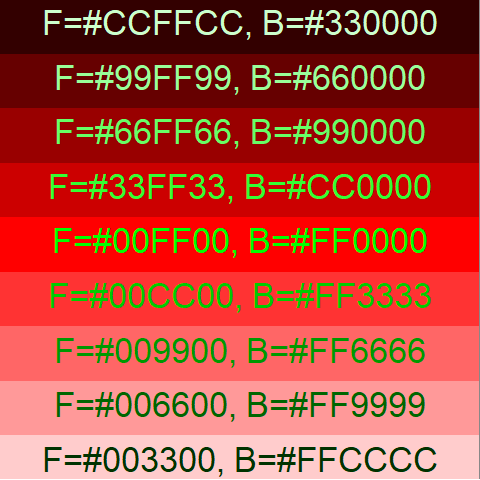 F=#CCFFCC, B=#330000
F=#99FF99, B=#660000
F=#66FF66, B=#990000
F=#33FF33, B=#CC0000
F=#00FF00, B=#FF0000
F=#00CC00, B=#FF3333
F=#009900, B=#FF6666
F=#006600, B=#FF9999
F=#003300, B=#FFCCCC